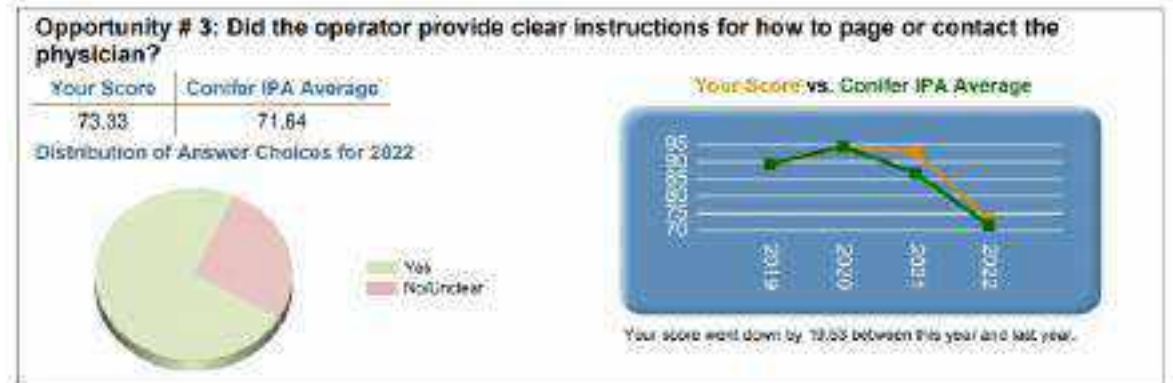 Opportunity # 3: Did the operator provide clear instructions for how to page or contact the
physician?
Your Score Conifer IPA Average
73.33 71.64
Distribution of Answer Choices for 2022
Yes
No/Unclear
Your Score vs. Conifer IPA Average
2019
2020
2021
2022
Your score went down by between this year and last year.